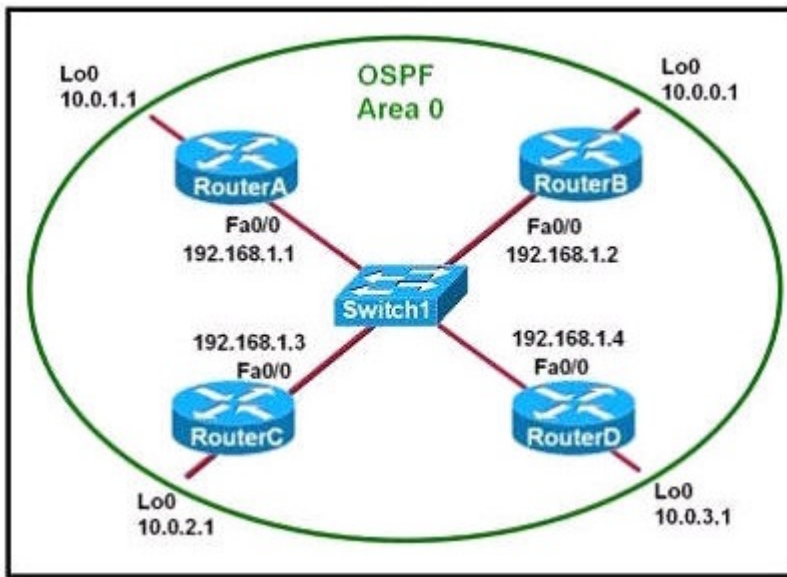 OSPF
Area 0
Lo0
10.0.1.1
Lo0
10.0.0.1
RouterA
RouterB
Fa0/0
192.168.1.1
Fa0/0
192.168.1.2
Switch1
192.168.1.3
Fa0/0
192.168.1.4
Fa0/0
RouterC
RouterD
Lo0
10.0.2.1
Lo0
10.0.3.1